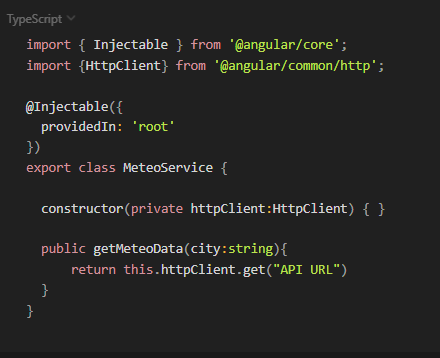 TypeScript
import { Injectable } from '@angular/core';
import {HttpClient} from '@angular/common/http';
@Injectable({
  providedIn: 'root'
})
export class MeteoService {
  constructor(private httpClient:HttpClient) { }
  public getMeteoData(city:string){
      return this.httpClient.get("API URL")
  }
}